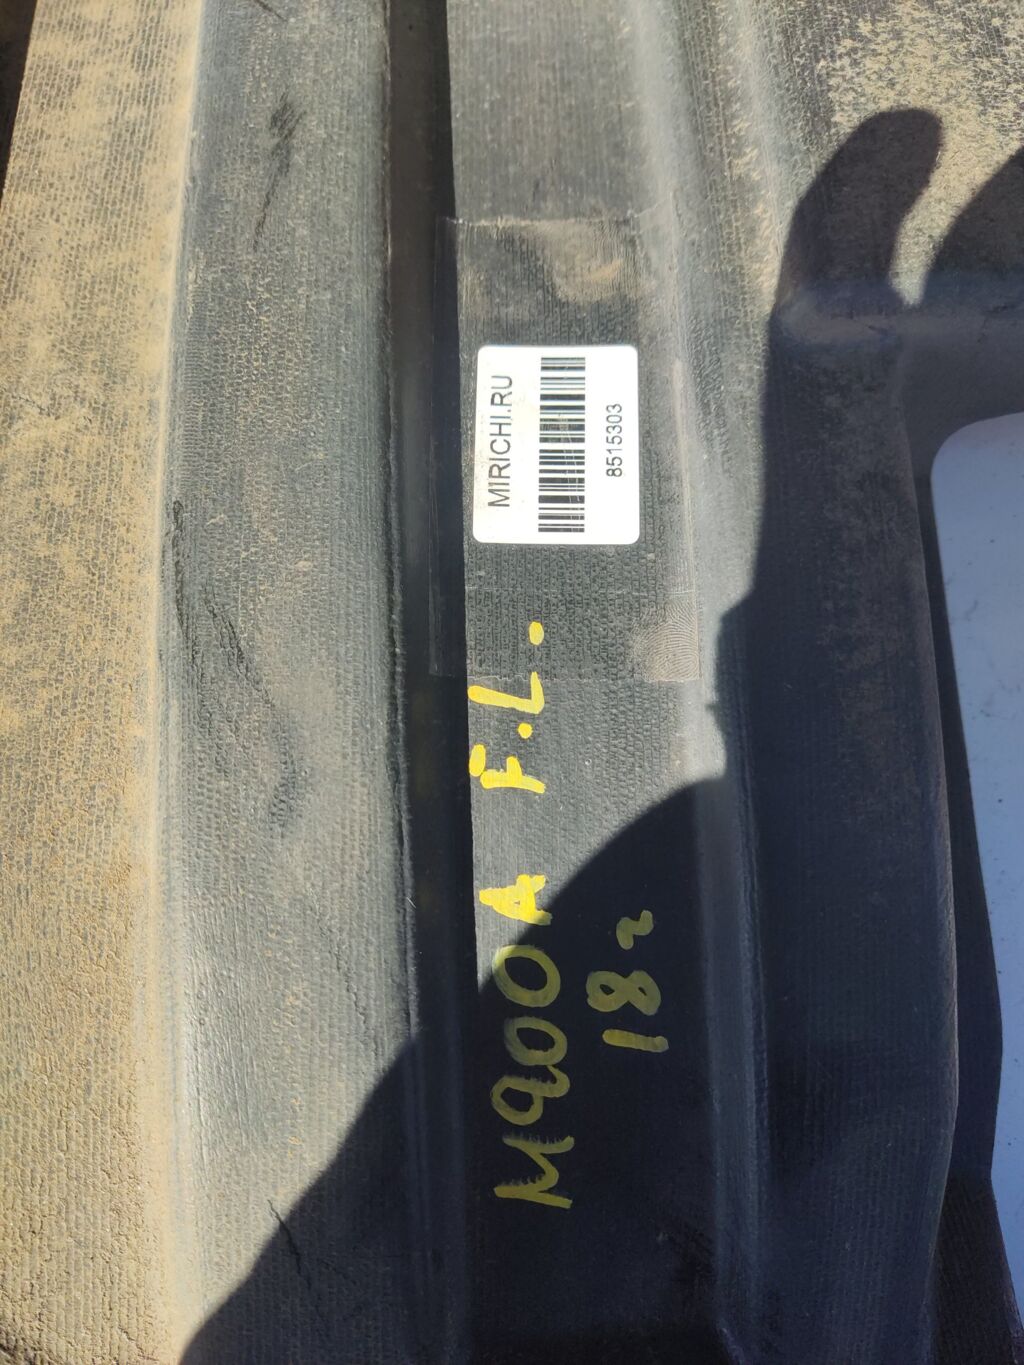 MIRICHI.RU
8515303
M900A F.L.
18г